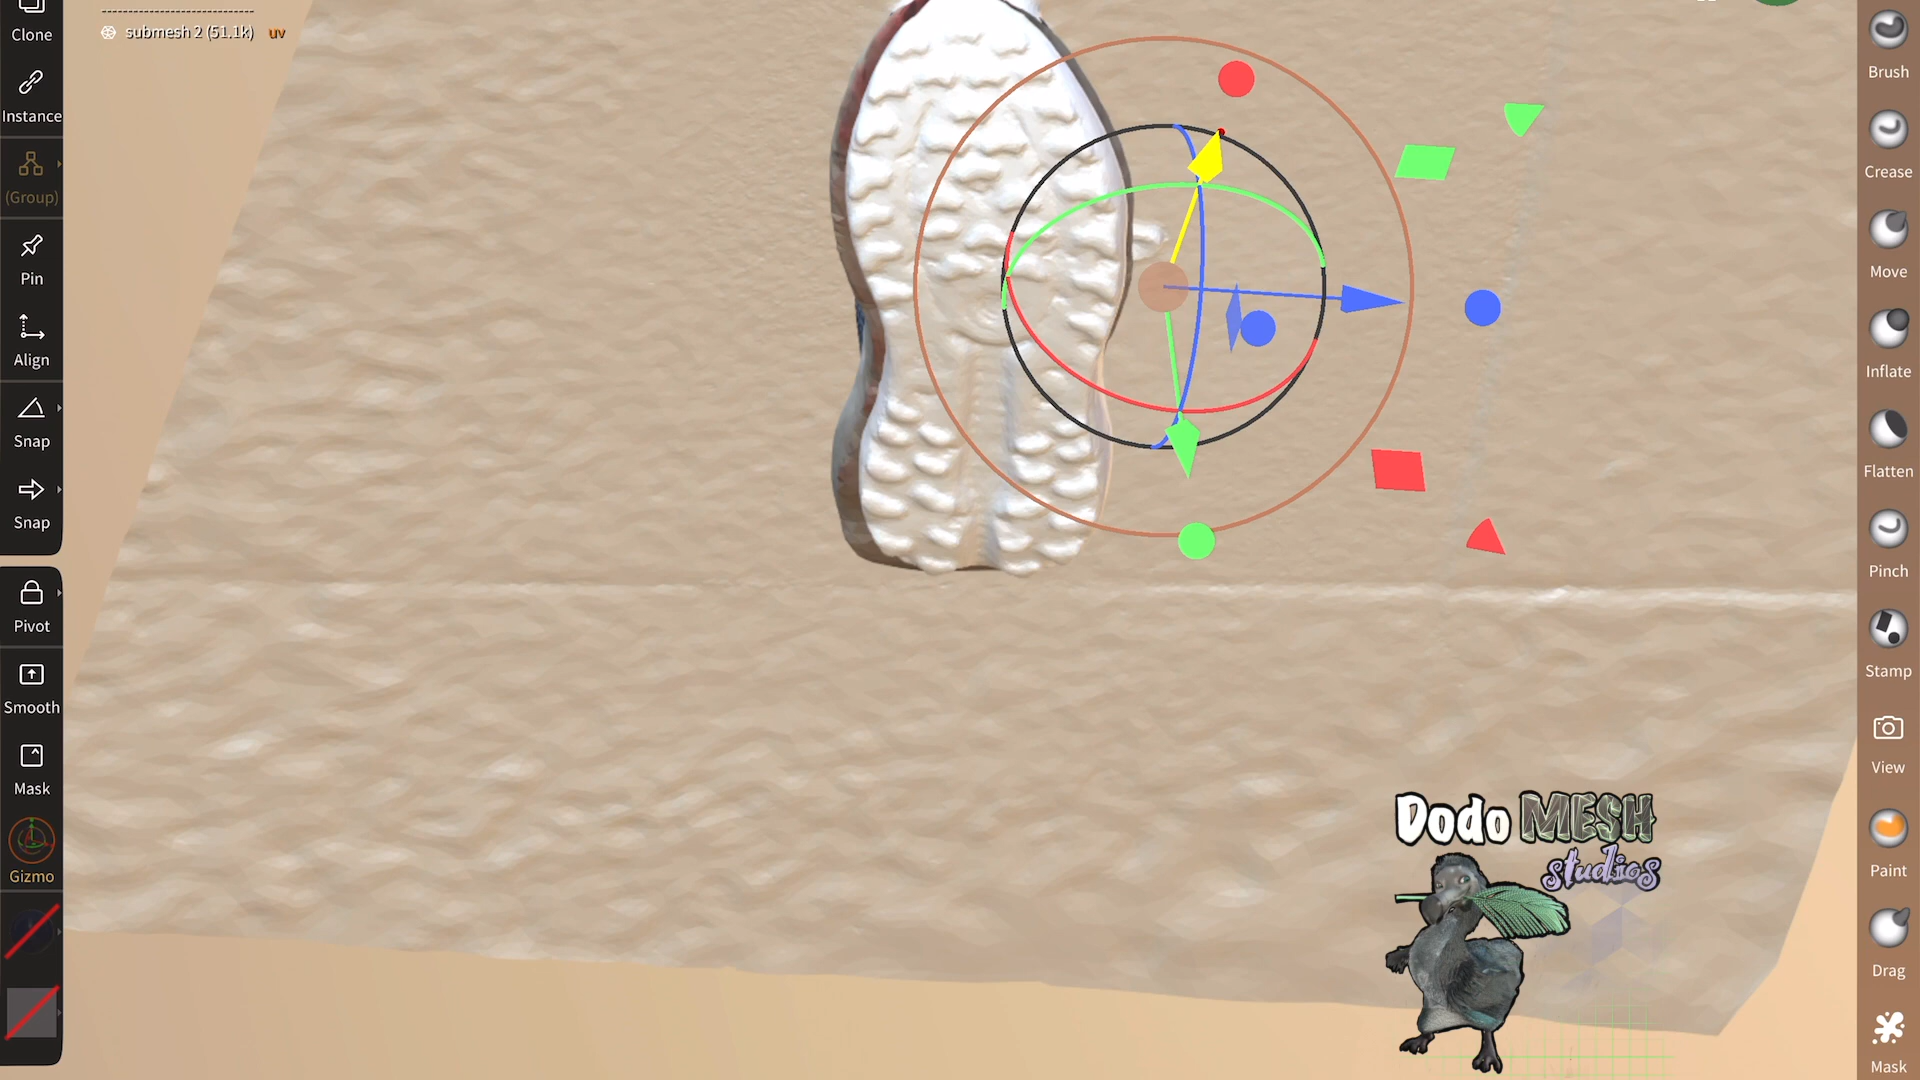 submesh 2 (51.1k) uv
Clone
Instance
(Group)
Pin
Align
Snap
Snap
Pivot
Smooth
Mask
Gizmo
Brush
Crease
Move
Inflate
Flatten
Pinch
Stamp
View
Paint
Drag
Mask
Dodo MESH
studios